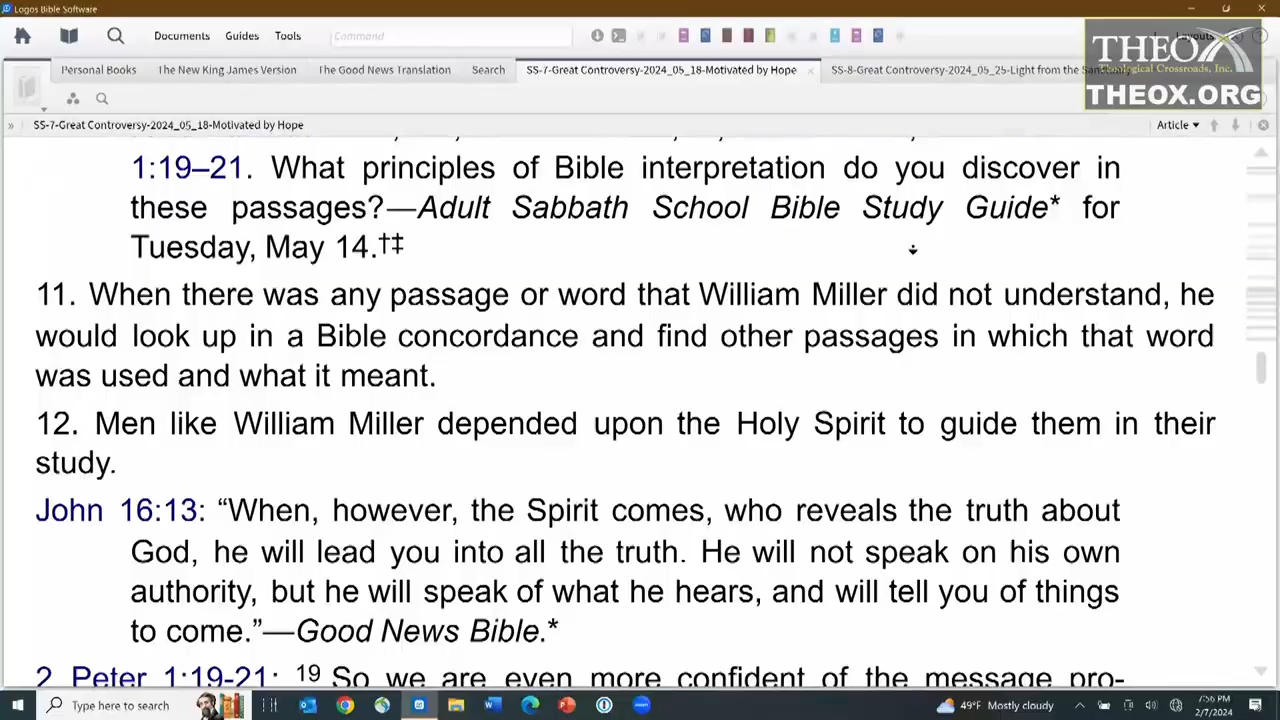 Logos Bible Software
Documents Guides Tools Command
Layouts
THEOX
Theological Crossroads, Inc.
THEOX.ORG
Personal Books The New King James Version The Good New SS-7-Great Controversy-2024_05_18-Motivated by Hope SS-8-Great Controversy-2024_05_25-Light from the
SS-7-Great Controversy-2024_05_18-Motivated by Hope Article
1:19–21. What principles of Bible interpretation do you discover in
these passages?—Adult Sabbath School Bible Study Guide* for
Tuesday, May 14.†‡
11. When there was any passage or word that William Miller did not understand, he
would look up in a Bible concordance and find other passages in which that word
was used and what it meant.
12. Men like William Miller depended upon the Holy Spirit to guide them in their
study.
John 16:13: “When, however, the Spirit comes, who reveals the truth about
God, he will lead you into all the truth. He will not speak on his own
authority, but he will speak of what he hears, and will tell you of things
to come.”—Good News Bible.*
2 Peter 1:19-21: 19 So we are even more confident of the message pro-
Type here to search 49°F Mostly cloudy 7:56 PM
2/7/2024